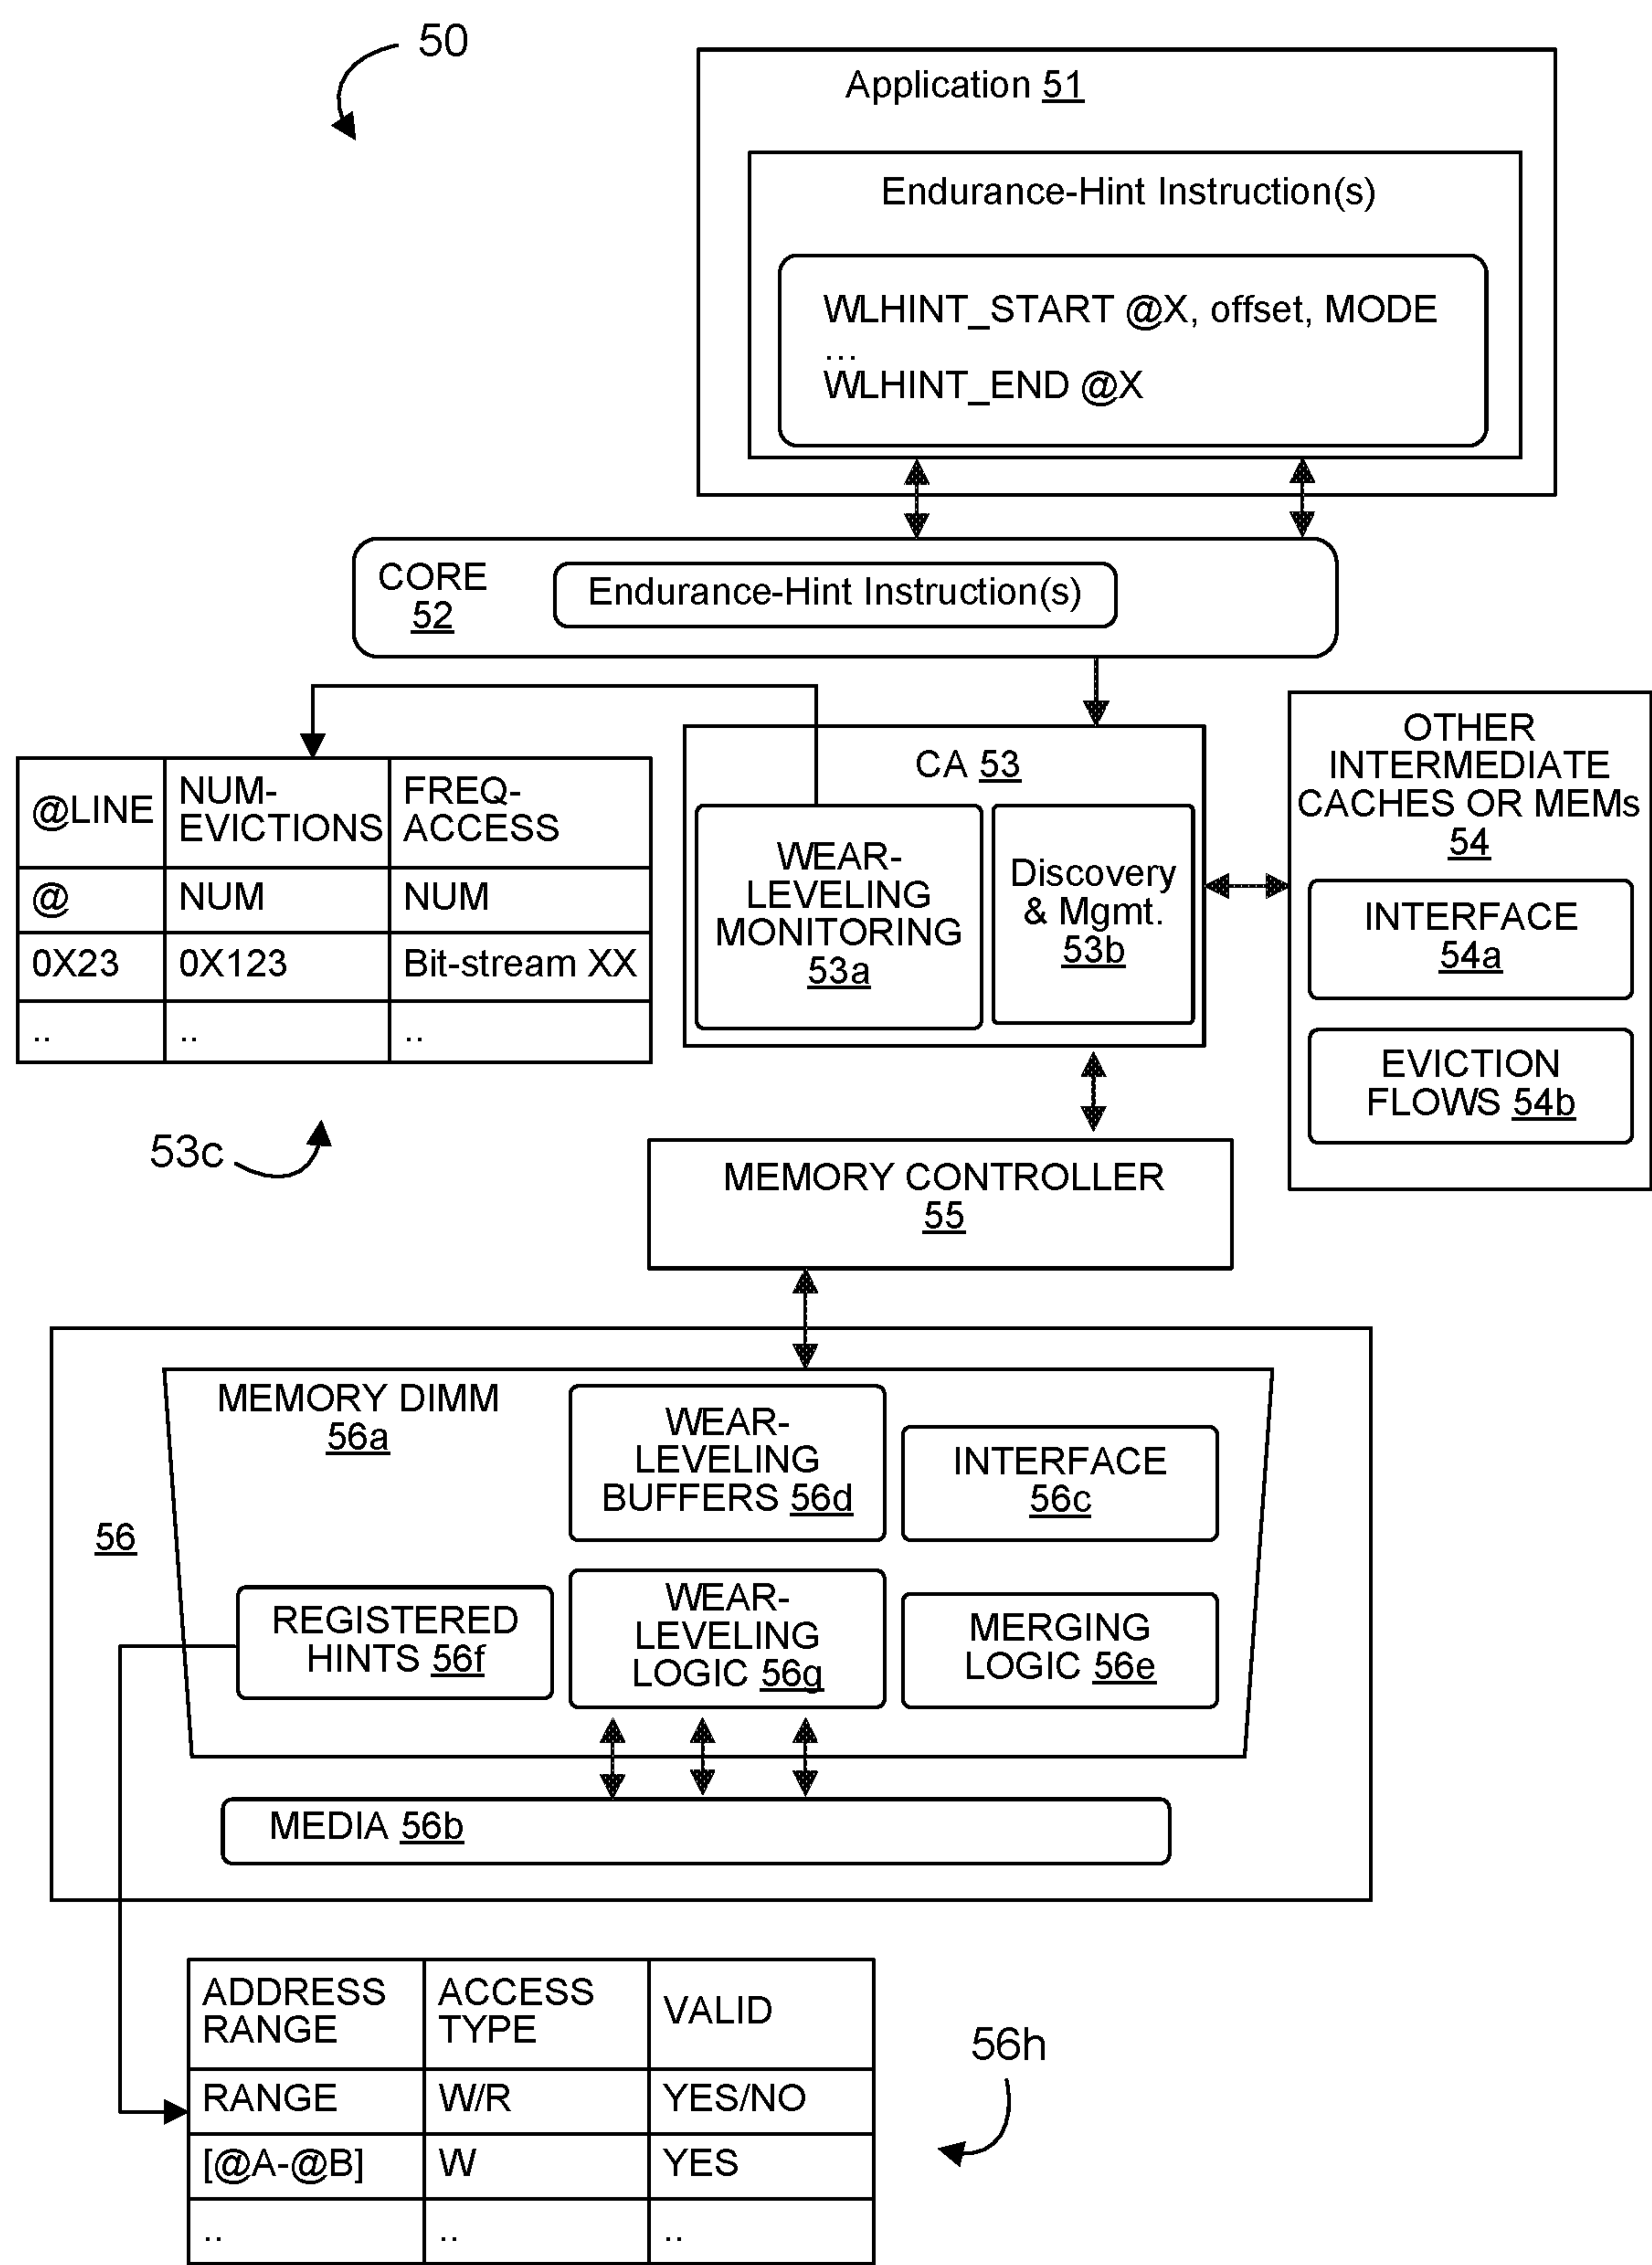 50
Application 51
Endurance-Hint Instruction(s)
WLHINT_START @X, offset, MODE
...
WLHINT_END @X
CORE
52
Endurance-Hint Instruction(s)
@LINE
NUM-
EVICTIONS
FREQ-
ACCESS
@
NUM
NUM
0X23
0X123
Bit-stream XX
..
..
..
53c
CA 53
WEAR-
LEVELING
MONITORING
53a
Discovery
& Mgmt.
53b
OTHER
INTERMEDIATE
CACHES OR MEMs
54
INTERFACE
54a
EVICTION
FLOWS 54b
MEMORY CONTROLLER
55
56
MEMORY DIMM
56a
WEAR-
LEVELING
BUFFERS 56d
INTERFACE
56c
REGISTERED
HINTS 56f
WEAR-
LEVELING
LOGIC 56g
MERGING
LOGIC 56e
MEDIA 56b
ADDRESS
RANGE
ACCESS
TYPE
VALID
RANGE
W/R
YES/NO
[@A-@B]
W
YES
..
..
..
56h